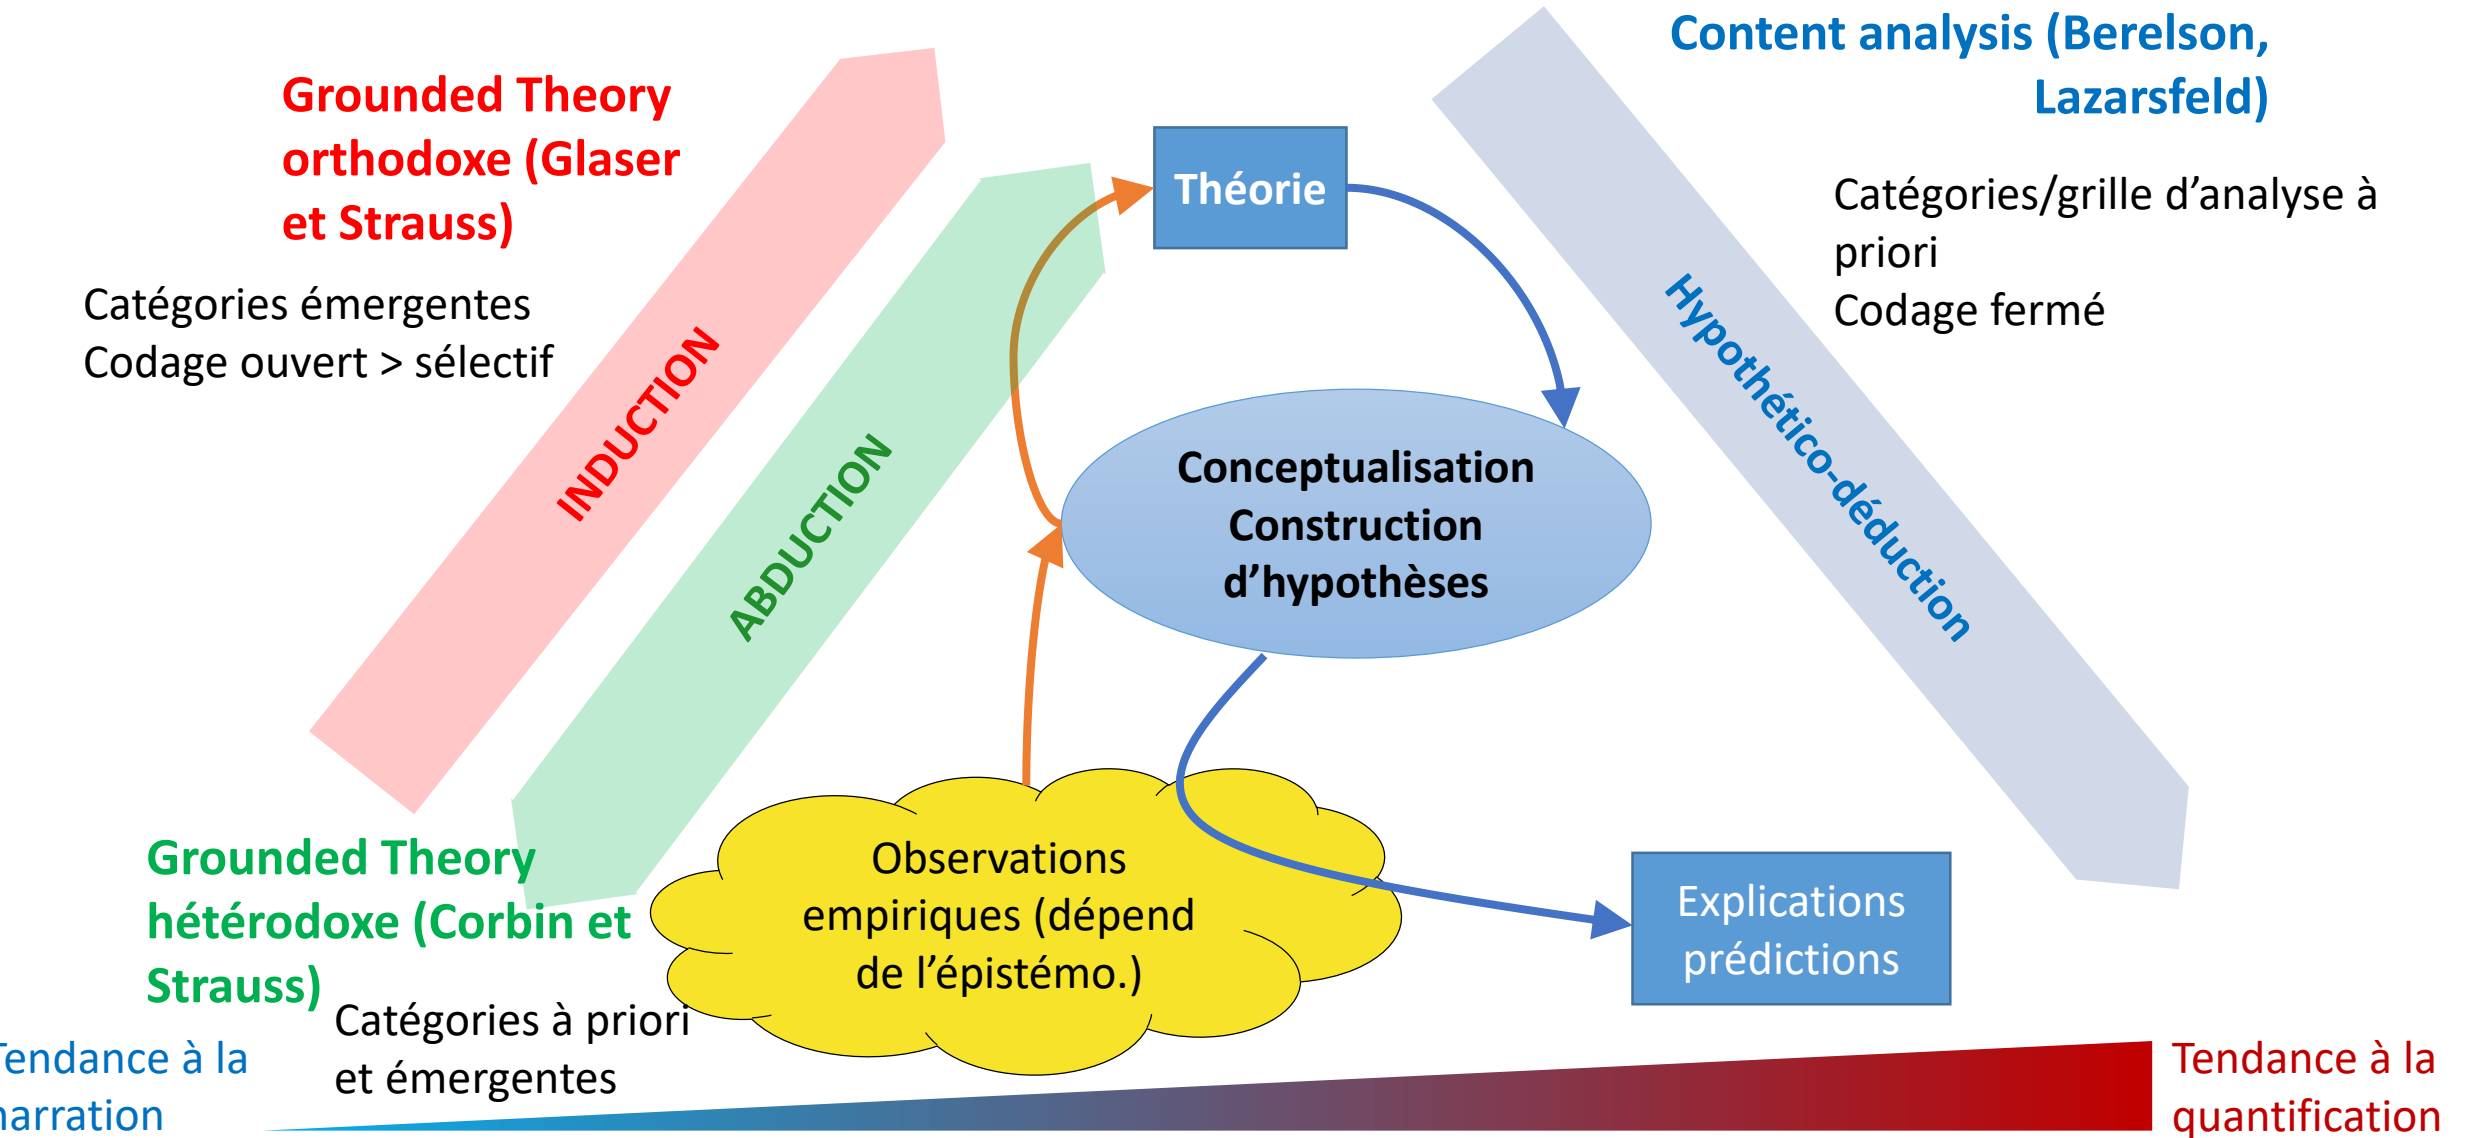 Content analysis (Berelson,
Lazarsfeld)
Grounded Theory
orthodoxe (Glaser
et Strauss)
Catégories émergentes
Codage ouvert > sélectif
Théorie
Catégories/grille d’analyse à
priori
Codage fermé
INDUCTION
ABDUCTION
Hypothético-déduction
Conceptualisation
Construction
d’hypothèses
Grounded Theory
hétérodoxe (Corbin et
Strauss)
Observations
empiriques (dépend
de l’épistémo.)
Explications
prédictions
Catégories à priori
et émergentes
Tendance à la
narration
Tendance à la
quantification